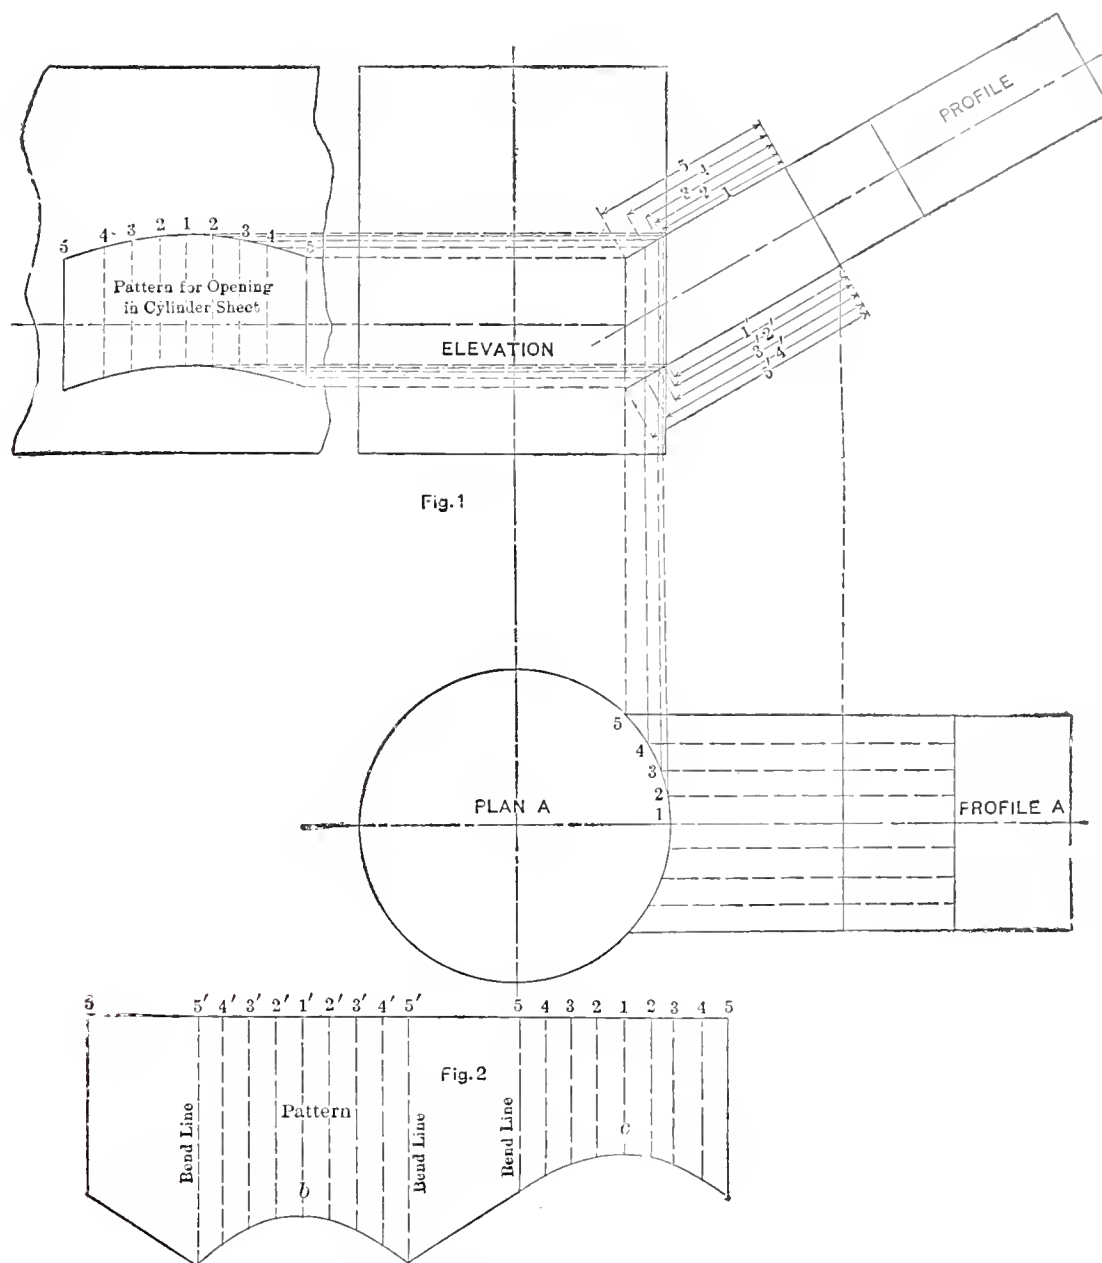 PROFILE
5
4
3
2
1
5 4 3 2 1 2 3 4 5
Pattern for Opening
in Cylinder Sheet
ELEVATION
1'
2'
3'
4'
5'
Fig.1
5
4
3
2
1
PLAN A
PROFILE A
5 5' 4' 3' 2' 1' 2' 3' 4' 5' 5 4 3 2 1 2 3 4 5
Fig.2
Pattern
Bend Line
Bend Line
Bend Line
b
c